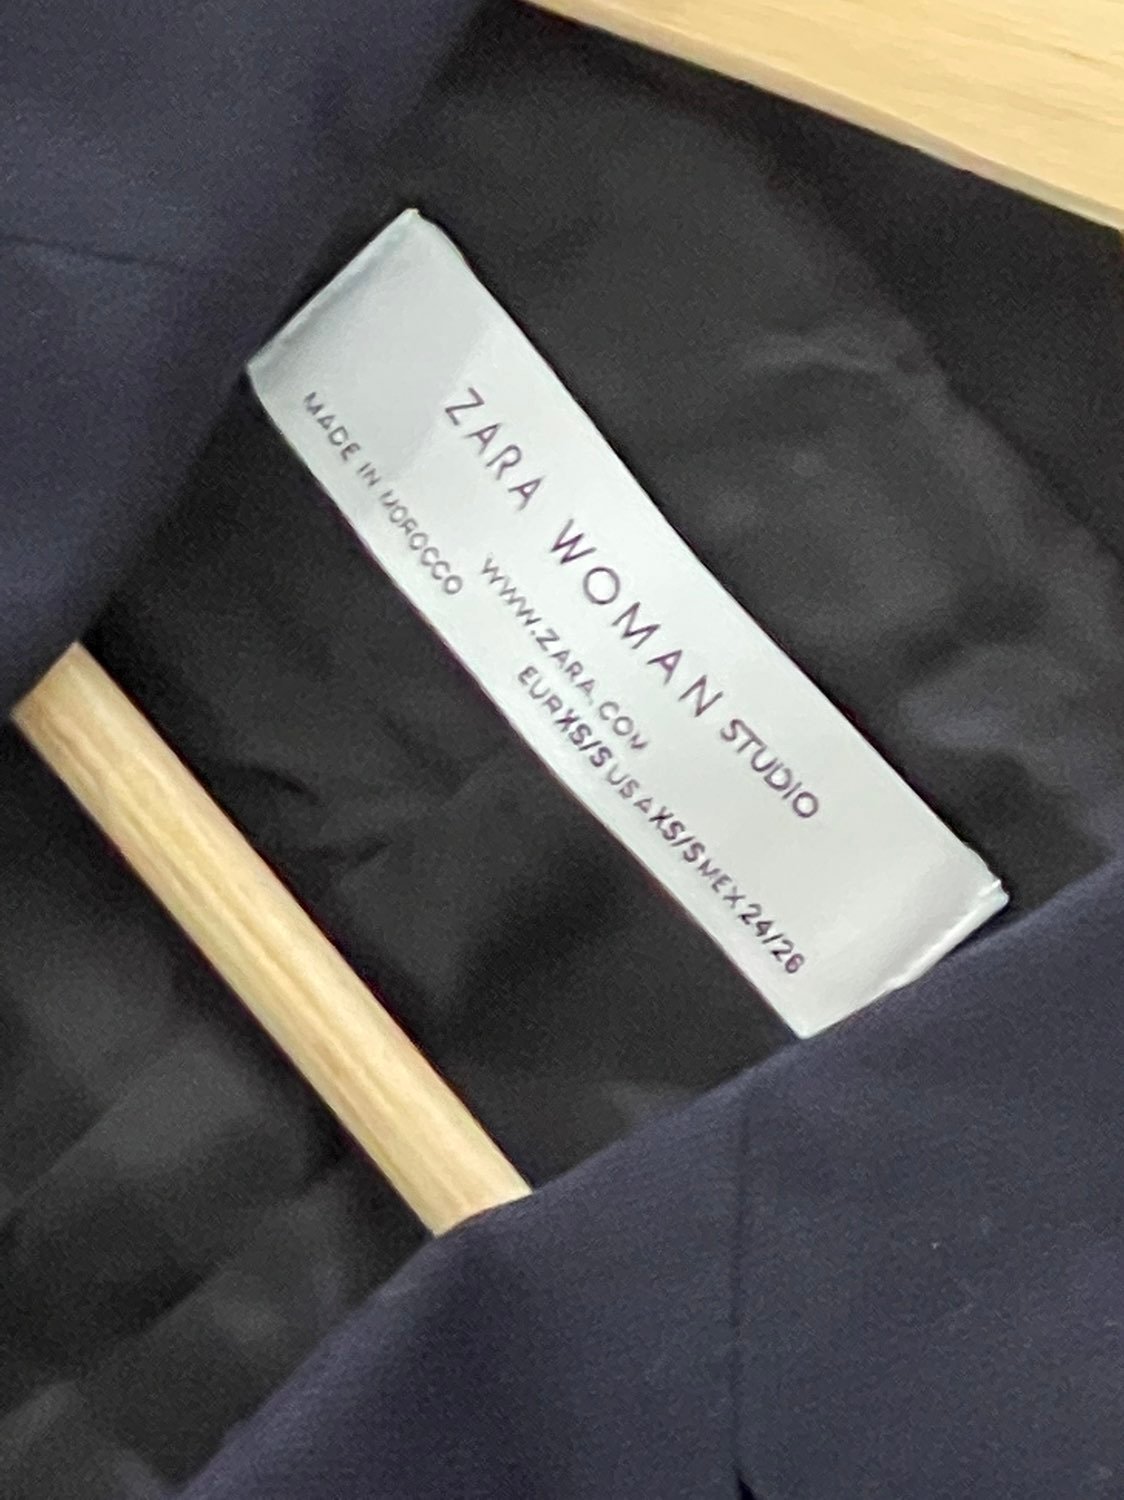 ZARA WOMAN STUDIO
WWW.ZARA.COM
EUR XS/S USA XS/S MEX 24/26
MADE IN MOROCCO